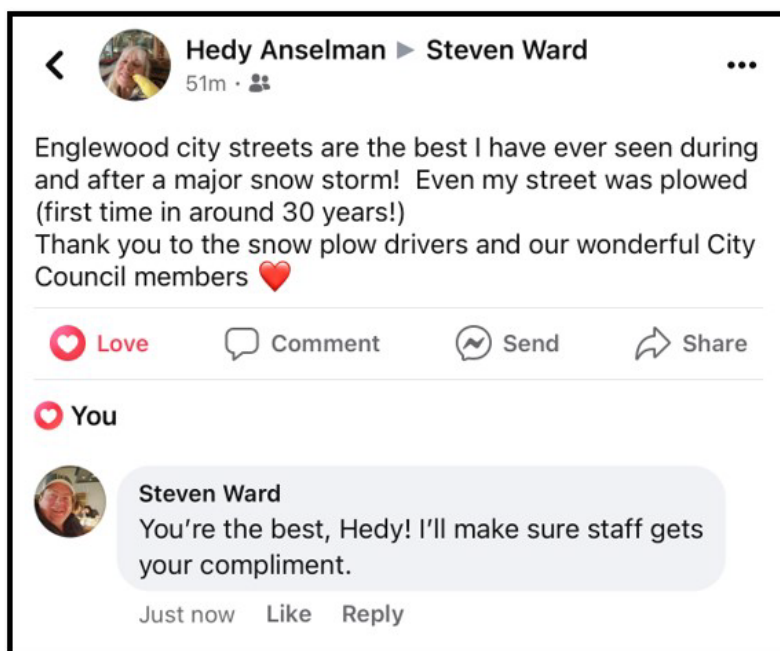 Hedy Anselman ▶ Steven Ward
51m ·
Englewood city streets are the best I have ever seen during
and after a major snow storm! Even my street was plowed
(first time in around 30 years!)
Thank you to the snow plow drivers and our wonderful City
Council members ❤️
Love Comment Send Share
You
Steven Ward
You're the best, Hedy! I'll make sure staff gets
your compliment.
Just now Like Reply